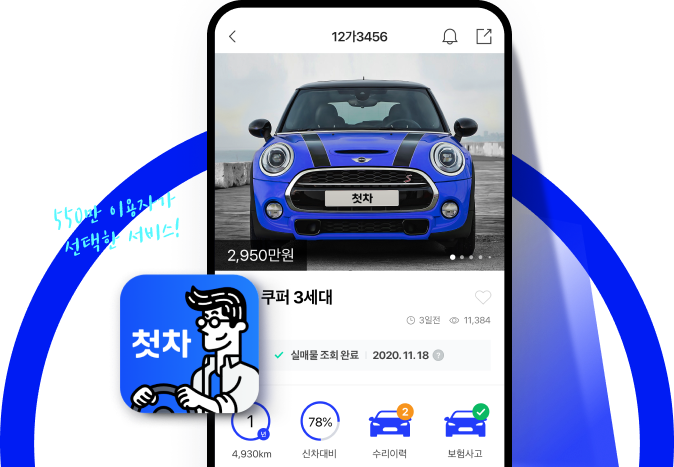 12가3456
S
첫차
2,950만원
550만 이용자가
선택한 서비스!
쿠퍼 3세대
3일전 11,384
첫차
실매물 조회 완료 2020.11.18 ?
1 년 78% 2
4,930km 신차대비 수리이력 보험사고